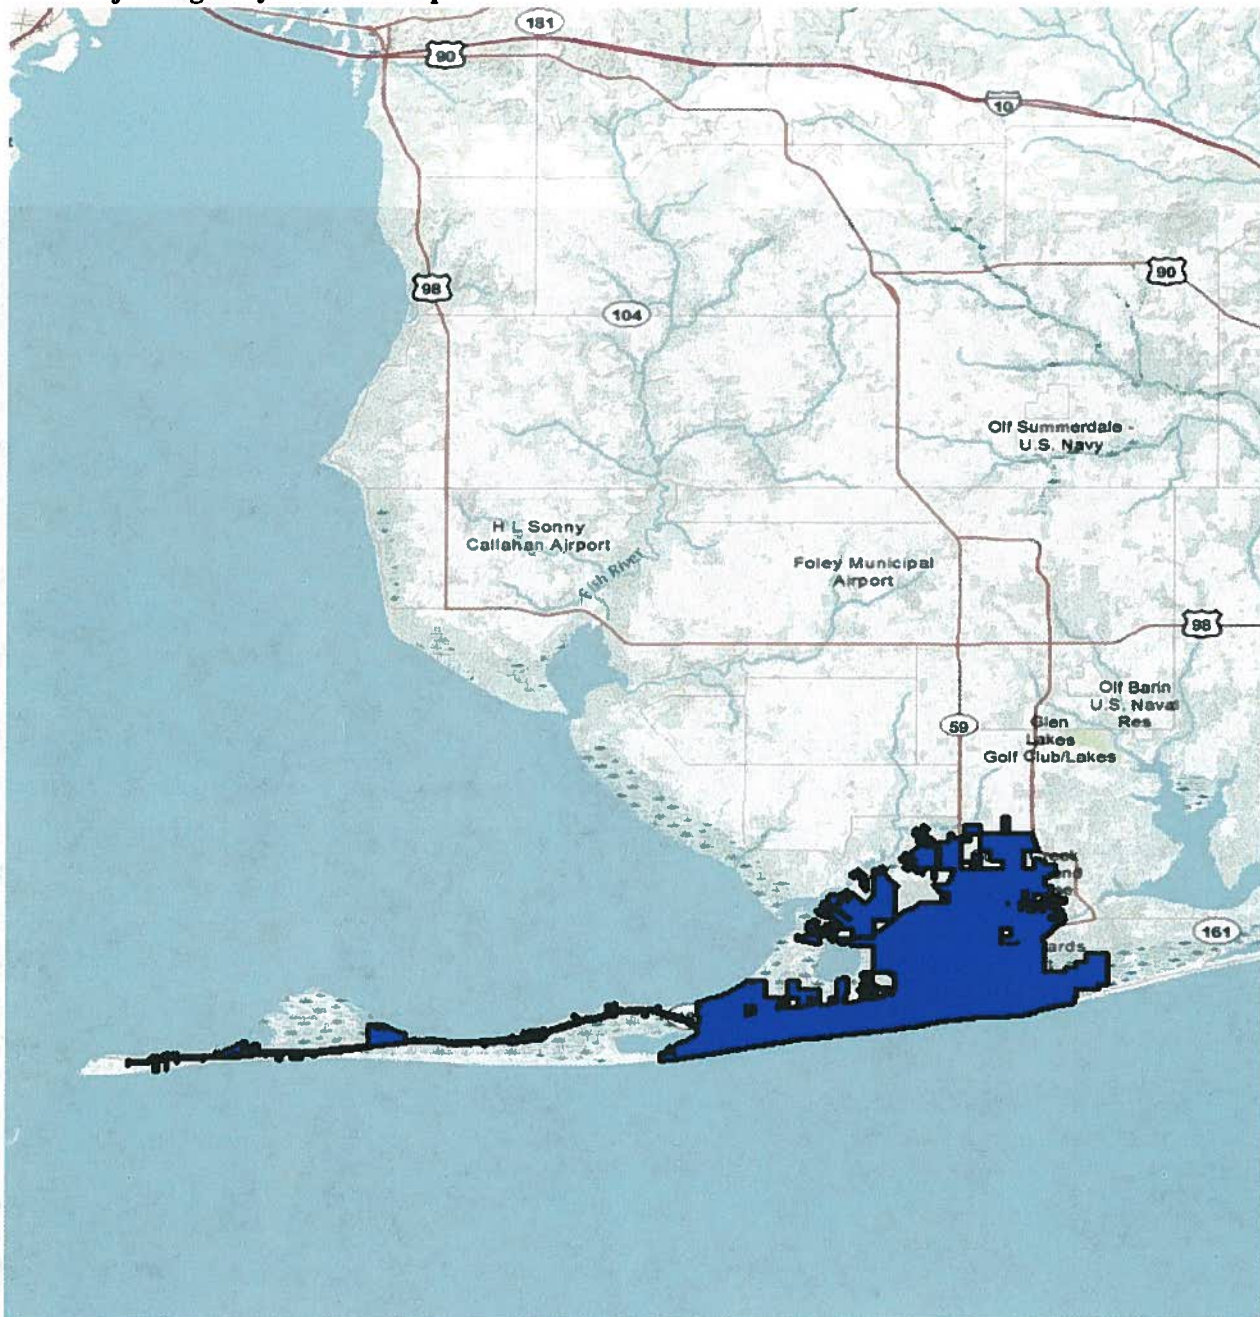 181
90
10
98
90
104
Olf Summerdale -
U.S. Navy
H L Sonny
Callahan Airport
Fish River
Foley Municipal
Airport
98
Olf Barin
U.S. Naval
Res
59
Glen
Lakes
Golf Club/Lakes
161
ards